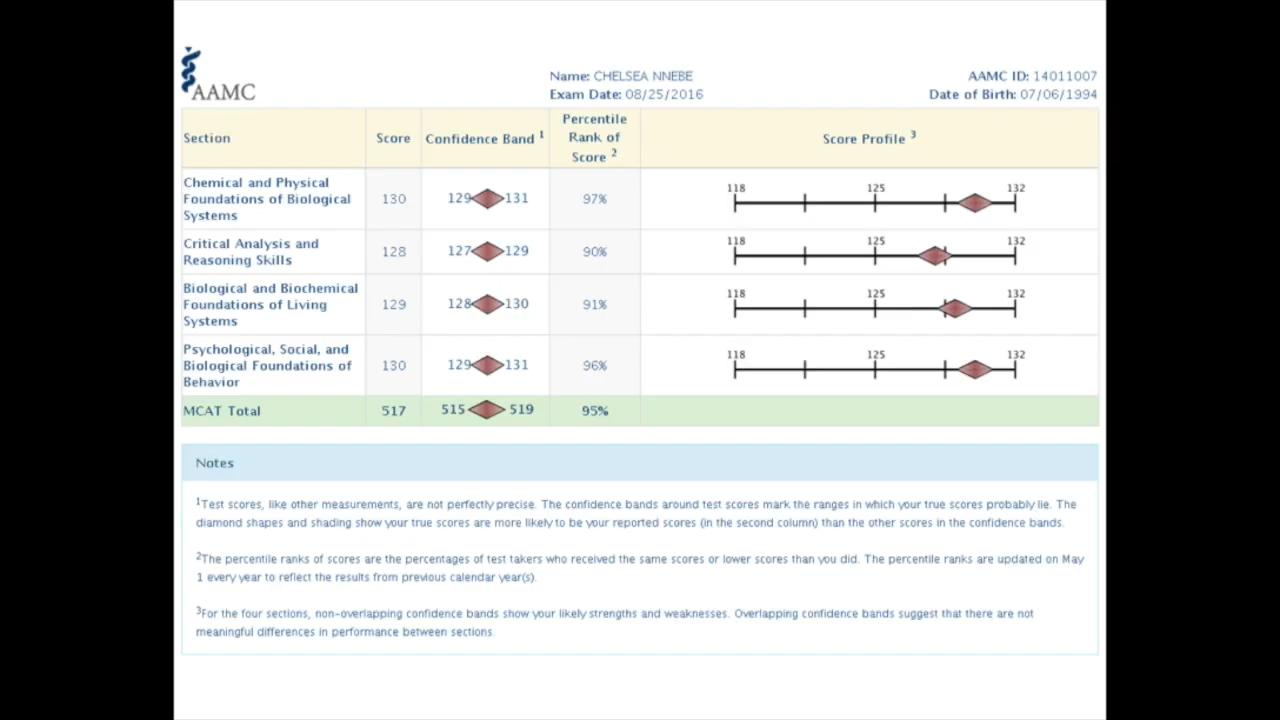 AAMC
Name: CHELSEA NNEBE
AAMC ID: 14011007
Exam Date: 08/25/2016
Date of Birth: 07/06/1994
Section
Score
Confidence Band 1
Percentile
Rank of
Score 2
Score Profile 3
Chemical and Physical
Foundations of Biological
Systems
130
129 131
97%
118 125 132
Critical Analysis and
Reasoning Skills
128
127 129
90%
118 125 132
Biological and Biochemical
Foundations of Living
Systems
129
128 130
91%
118 125 132
Psychological, Social, and
Biological Foundations of
Behavior
130
129 131
96%
118 125 132
MCAT Total
517
515 519
95%
Notes
1Test scores, like other measurements, are not perfectly precise. The confidence bands around test scores mark the ranges in which your true scores probably lie. The
diamond shapes and shading show your true scores are more likely to be your reported scores (in the second column) than the other scores in the confidence bands.
2The percentile ranks of scores are the percentages of test takers who received the same scores or lower scores than you did. The percentile ranks are updated on May
1 every year to reflect the results from previous calendar year(s).
3For the four sections, non-overlapping confidence bands show your likely strengths and weaknesses. Overlapping confidence bands suggest that there are not
meaningful differences in performance between sections.